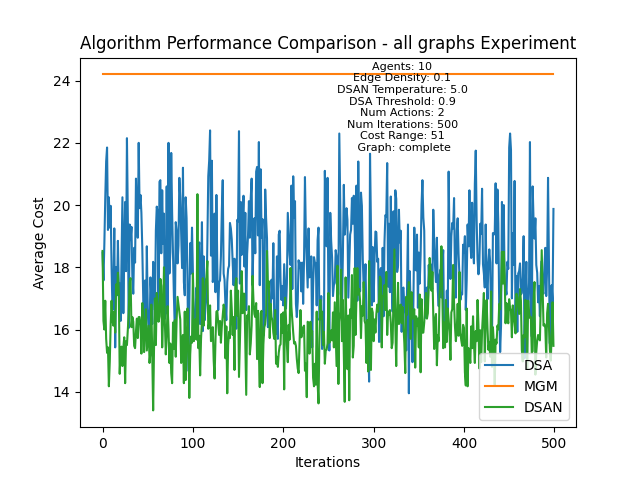 Algorithm Performance Comparison - all graphs Experiment
Agents: 10
Edge Density: 0.1
DSAN Temperature: 5.0
DSA Threshold: 0.9
Num Actions: 2
Num Iterations: 500
Cost Range: 51
Graph: complete
Average Cost
24
22
20
18
16
14
0
100
200
300
400
500
Iterations
DSA
MGM
DSAN